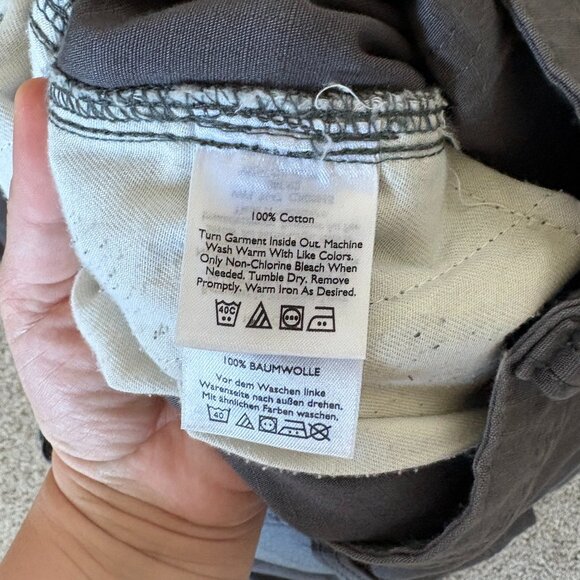 100% Cotton
Turn Garment Inside Out. Machine
Wash Warm With Like Colors.
Only Non-Chlorine Bleach When
Needed. Tumble Dry. Remove
Promptly. Warm Iron As Desired.
40C
100% BAUMWOLLE
Vor dem Waschen linke
Warenseite nach außen drehen.
Mit ähnlichen Farben waschen.
40